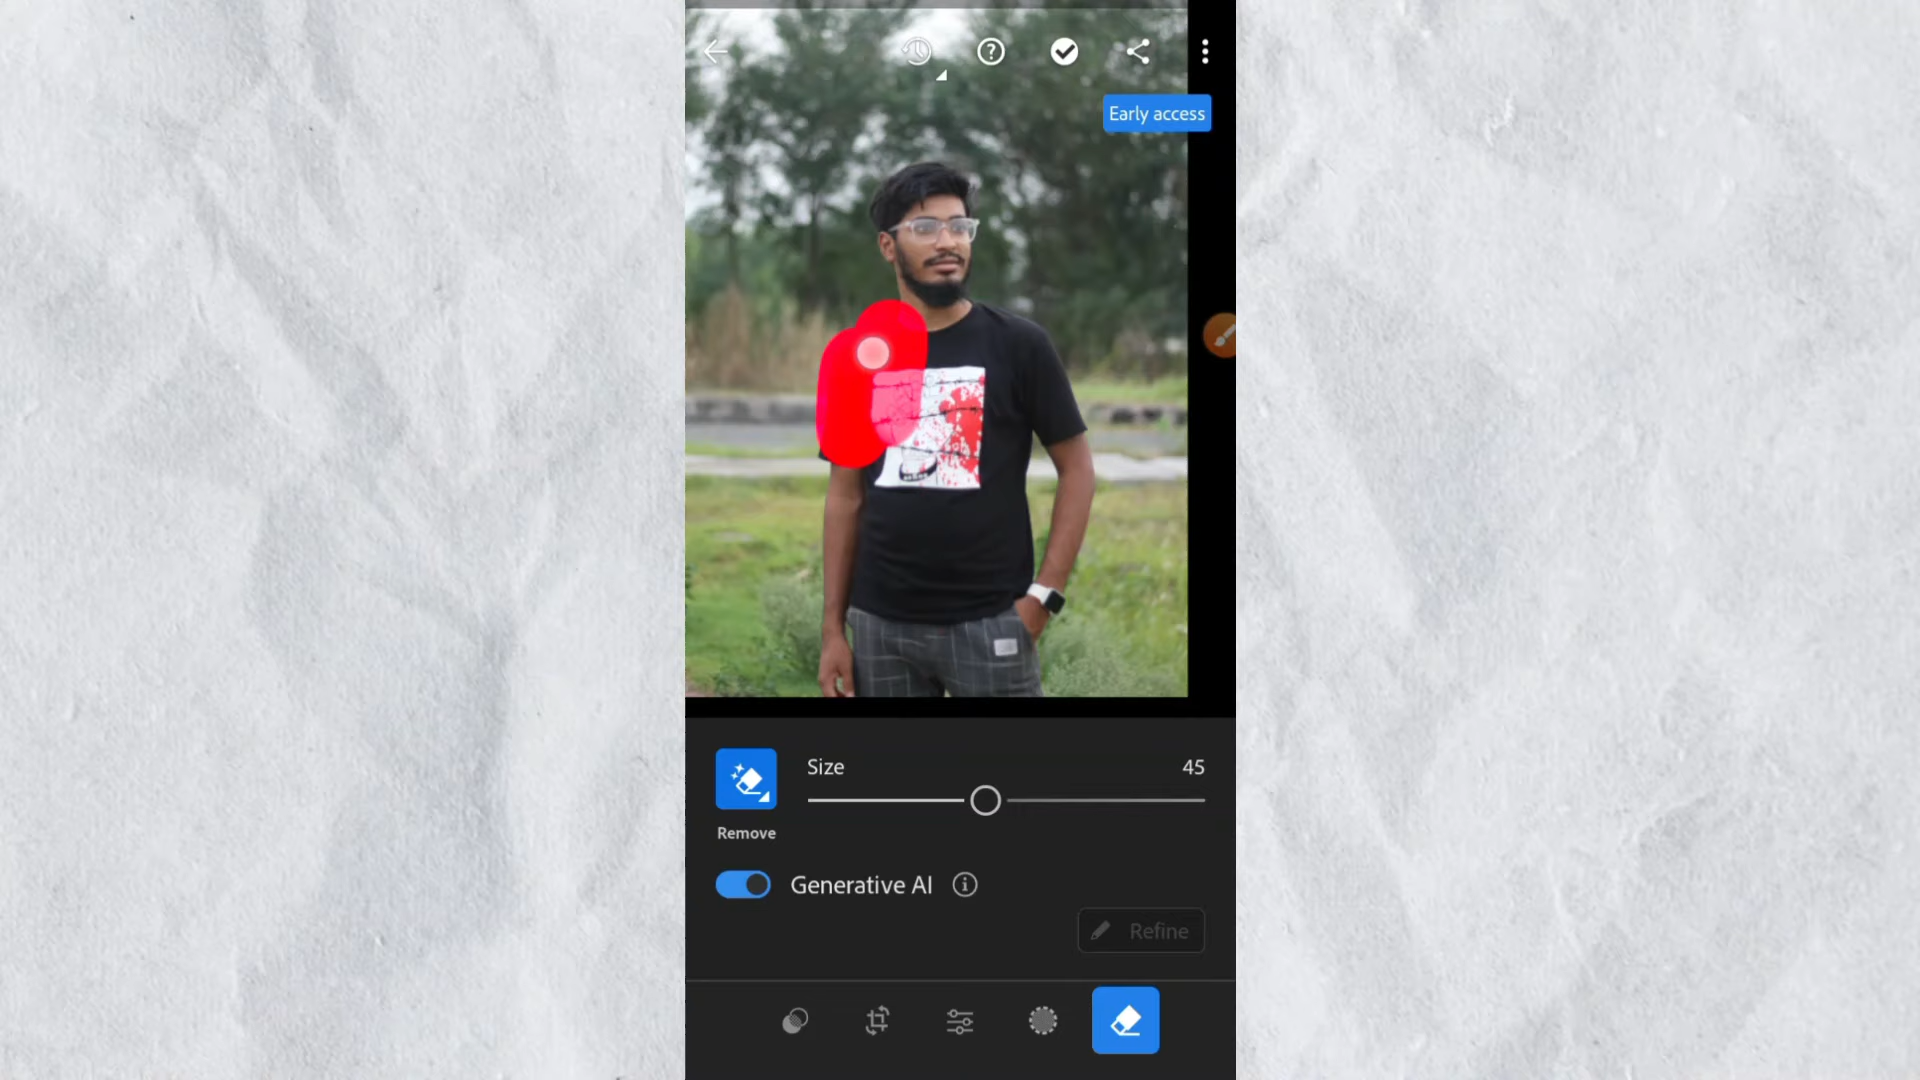 Early access
Size 45
Remove
Generative AI
Refine